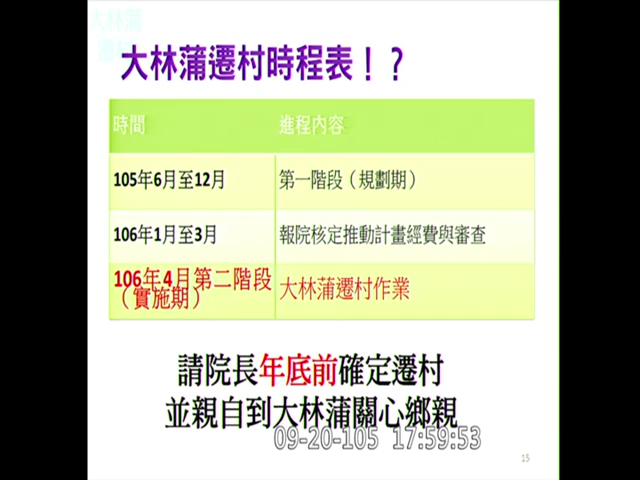 大林蒲
大林蒲遷村時程表！？
時間 進程內容
105年6月至12月 第一階段（規劃期）
106年1月至3月 報院核定推動計畫經費與審查
106年4月第二階段
（實施期） 大林蒲遷村作業
請院長年底前確定遷村
並親自到大林蒲關心鄉親
09-20-105 17:59:53
15